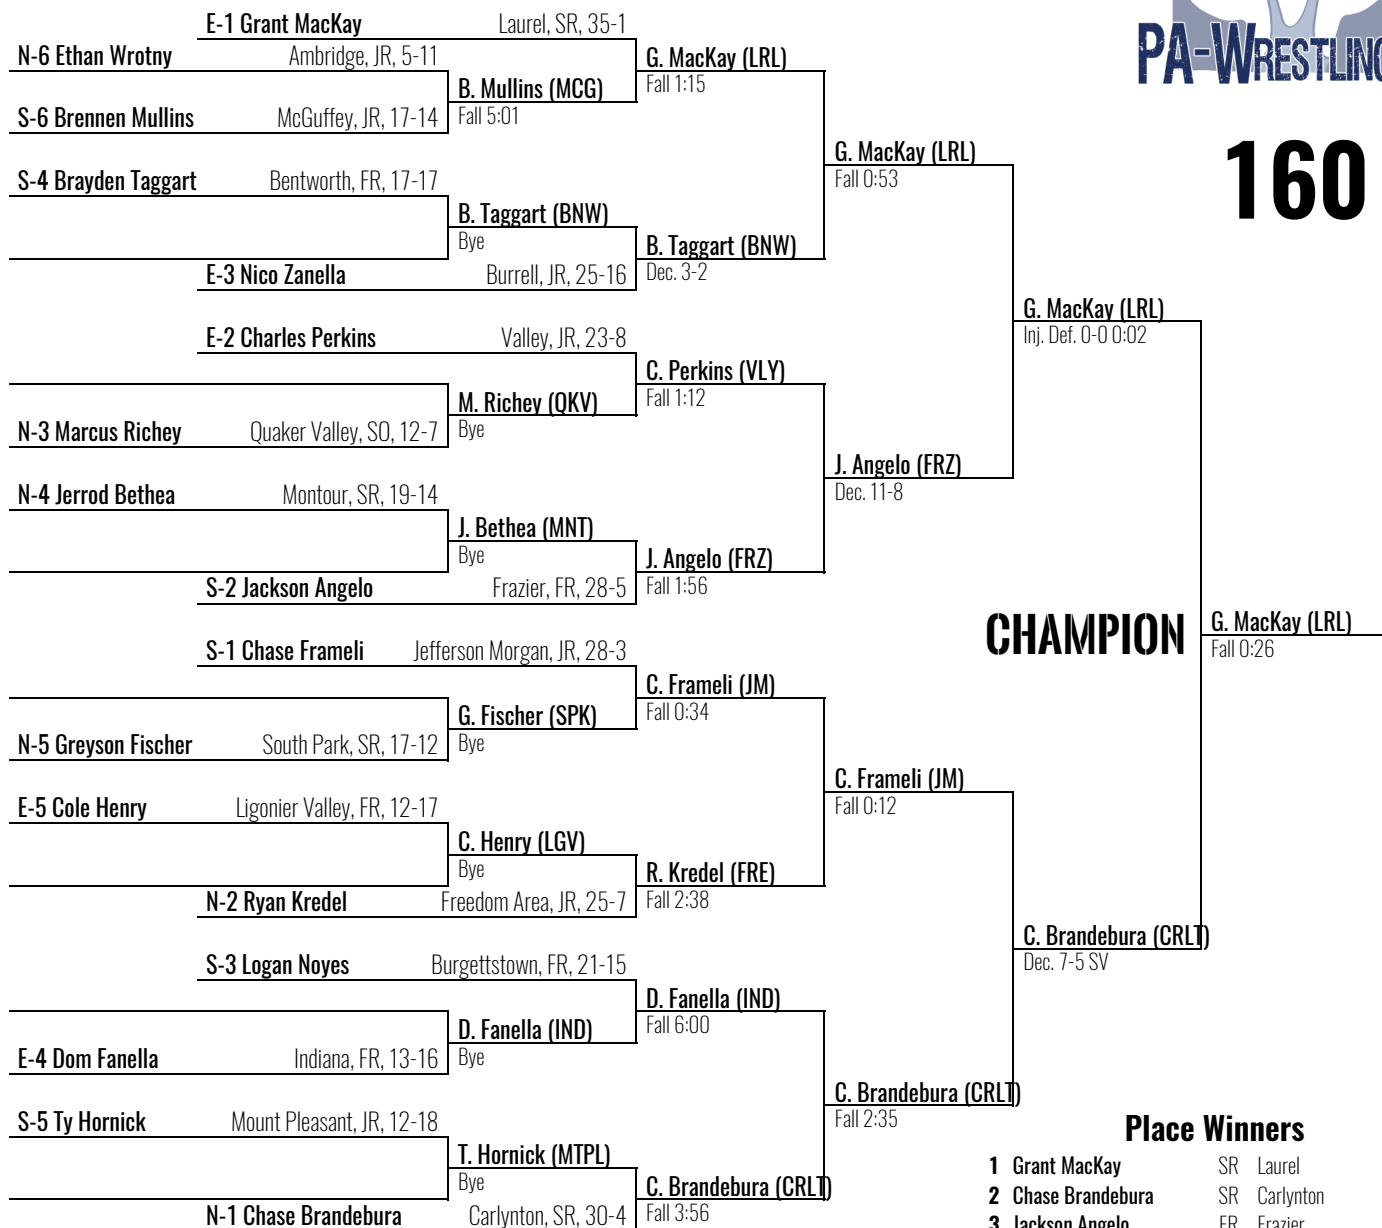 PA-WRESTLING
160
E-1 Grant MacKay Laurel, SR, 35-1
N-6 Ethan Wrotny Ambridge, JR, 5-11
G. MacKay (LRL)
Fall 1:15
B. Mullins (MCG)
Fall 5:01
S-6 Brennen Mullins McGuffey, JR, 17-14
G. MacKay (LRL)
Fall 0:53
S-4 Brayden Taggart Bentworth, FR, 17-17
B. Taggart (BNW)
Bye
B. Taggart (BNW)
Dec. 3-2
E-3 Nico Zanella Burrell, JR, 25-16
G. MacKay (LRL)
Inj. Def. 0-0 0:02
E-2 Charles Perkins Valley, JR, 23-8
C. Perkins (VLY)
Fall 1:12
M. Richey (QKV)
Bye
N-3 Marcus Richey Quaker Valley, SO, 12-7
J. Angelo (FRZ)
Dec. 11-8
N-4 Jerrod Bethea Montour, SR, 19-14
J. Bethea (MNT)
Bye
J. Angelo (FRZ)
Fall 1:56
S-2 Jackson Angelo Frazier, FR, 28-5
CHAMPION
G. MacKay (LRL)
Fall 0:26
S-1 Chase Frameli Jefferson Morgan, JR, 28-3
C. Frameli (JM)
Fall 0:34
G. Fischer (SPK)
Bye
N-5 Greyson Fischer South Park, SR, 17-12
C. Frameli (JM)
Fall 0:12
E-5 Cole Henry Ligonier Valley, FR, 12-17
C. Henry (LGV)
Bye
R. Kredel (FRE)
Fall 2:38
N-2 Ryan Kredel Freedom Area, JR, 25-7
C. Brandebura (CRLT)
Dec. 7-5 SV
S-3 Logan Noyes Burgettstown, FR, 21-15
D. Fanella (IND)
Fall 6:00
D. Fanella (IND)
Bye
E-4 Dom Fanella Indiana, FR, 13-16
C. Brandebura (CRLT)
Fall 2:35
S-5 Ty Hornick Mount Pleasant, JR, 12-18
T. Hornick (MTPL)
Bye
C. Brandebura (CRLT)
Fall 3:56
N-1 Chase Brandebura Carlynton, SR, 30-4
Place Winners
1 Grant MacKay SR Laurel
2 Chase Brandebura SR Carlynton
3 Jackson Angelo FR Frazier